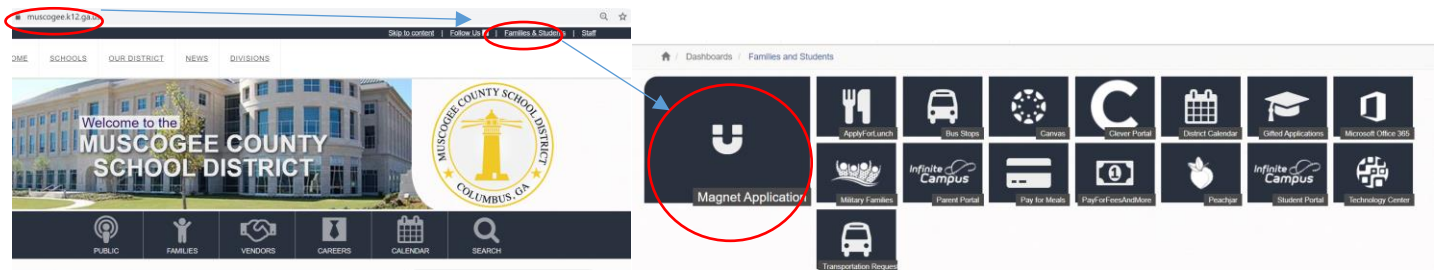 muscogee.k12.ga.u
Skip to content | Follow Us | Families & Students | Staff
OME SCHOOLS OUR DISTRICT NEWS DIVISIONS
Welcome to the
MUSCOGEE COUNTY
SCHOOL DISTRICT
MUSCOGEE COUNTY SCHOOL DISTRICT
COLUMBUS, GA
PUBLIC FAMILIES VENDORS CAREERS CALENDAR SEARCH
/ Dashboards / Families and Students
Magnet Application
ApplyForLunch Bus Stops Canvas Clever Portal District Calendar Gifted Applications Microsoft Office 365
Infinite Campus
Infinite Campus
Military Families Parent Portal Pay for Meals PayForFeesAndMore Peachjar Student Portal Technology Center
Transportation Reques